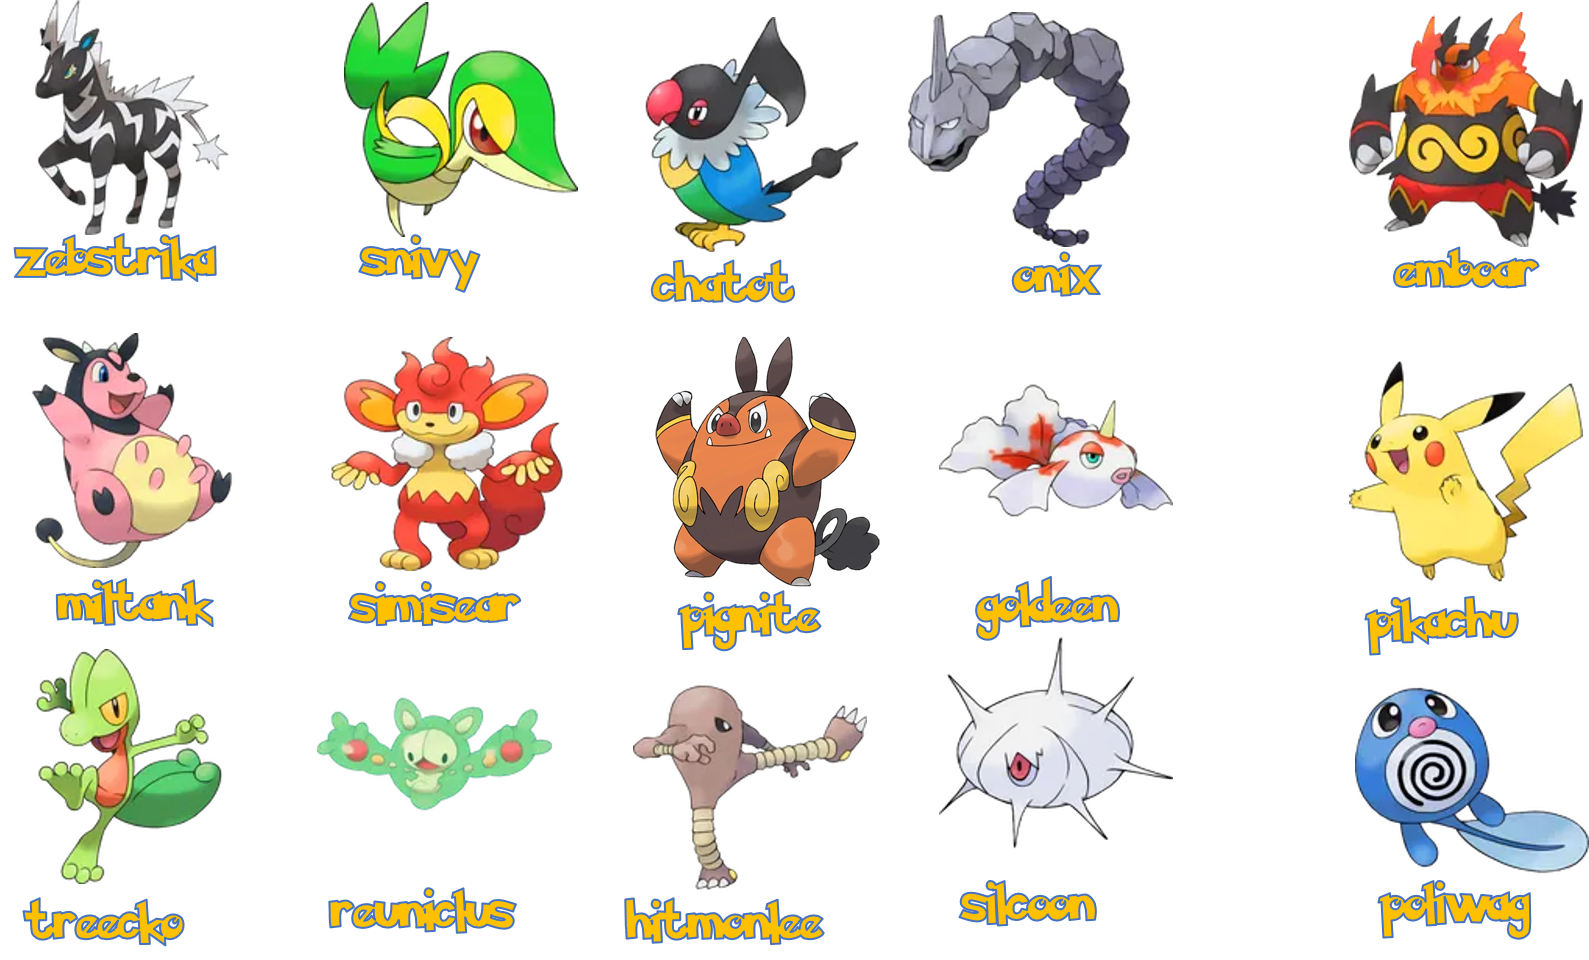 zebstrika
snivy
chatot
onix
emboar
miltank
simisear
pignite
goldeen
pikachu
treecko
reuniclus
hitmonlee
silcoon
poliwag